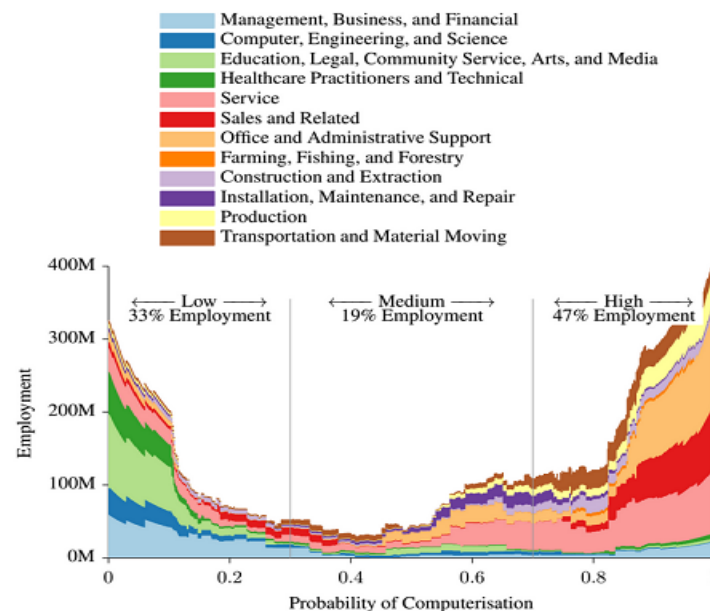 Management, Business, and Financial
Computer, Engineering, and Science
Education, Legal, Community Service, Arts, and Media
Healthcare Practitioners and Technical
Service
Sales and Related
Office and Administrative Support
Farming, Fishing, and Forestry
Construction and Extraction
Installation, Maintenance, and Repair
Production
Transportation and Material Moving
400M
300M
200M
100M
0M
Employment
Low
33% Employment
Medium
19% Employment
High
47% Employment
0
0.2
0.4
0.6
0.8
Probability of Computerisation